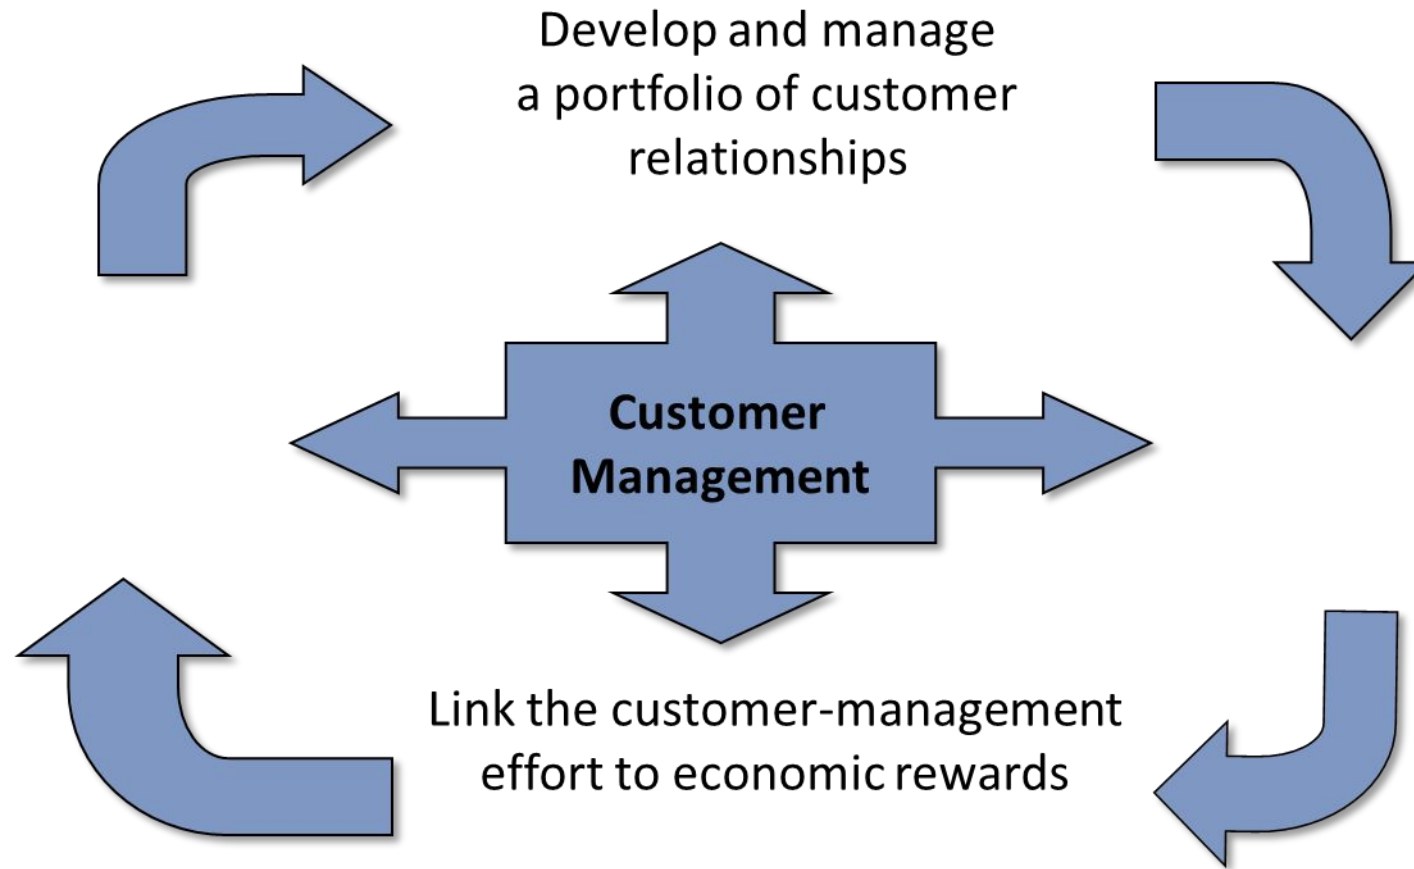 Develop and manage
a portfolio of customer
relationships
Customer
Management
Link the customer-management
effort to economic rewards